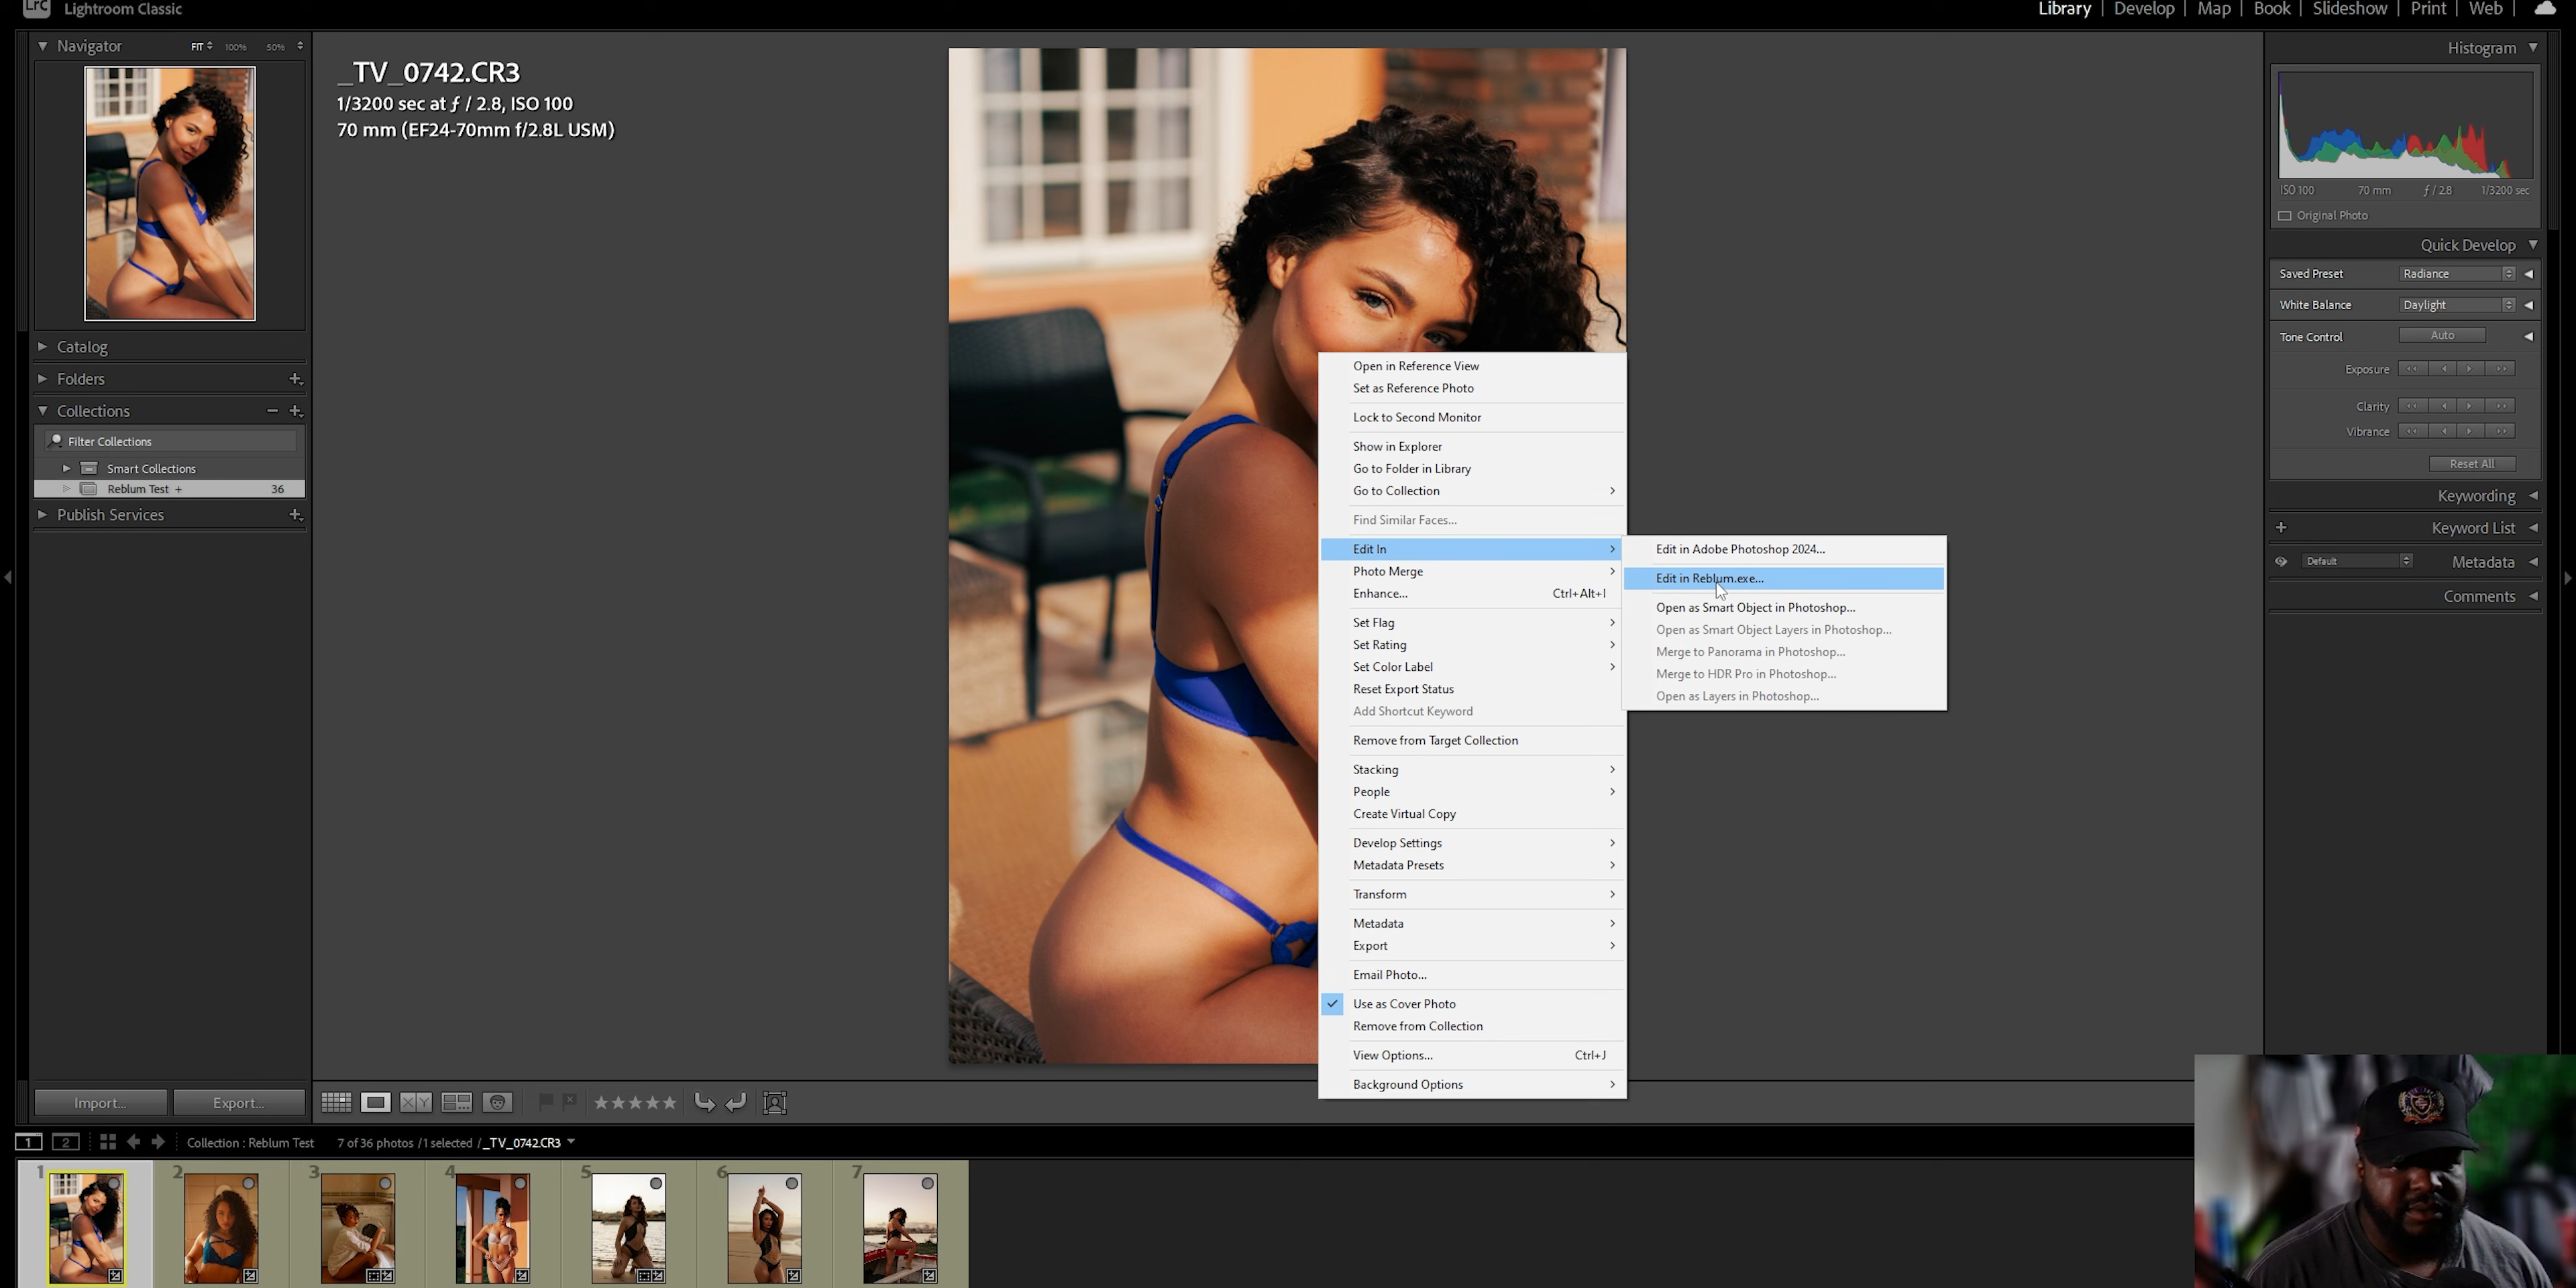 LrC Lightroom Classic
Library | Develop | Map | Book | Slideshow | Print | Web |
Navigator FIT 100% 50%
Catalog
Folders
Collections
Filter Collections
Smart Collections
Reblum Test + 36
Publish Services
Import... Export...
_TV_0742.CR3
1/3200 sec at ƒ / 2.8, ISO 100
70 mm (EF24-70mm f/2.8L USM)
Open in Reference View
Set as Reference Photo
Lock to Second Monitor
Show in Explorer
Go to Folder in Library
Go to Collection
Find Similar Faces...
Edit In
Photo Merge
Enhance... Ctrl+Alt+I
Set Flag
Set Rating
Set Color Label
Reset Export Status
Add Shortcut Keyword
Remove from Target Collection
Stacking
People
Create Virtual Copy
Develop Settings
Metadata Presets
Transform
Metadata
Export
Email Photo...
Use as Cover Photo
Remove from Collection
View Options... Ctrl+J
Background Options
Edit in Adobe Photoshop 2024...
Edit in Reblum.exe...
Open as Smart Object in Photoshop...
Open as Smart Object Layers in Photoshop...
Merge to Panorama in Photoshop...
Merge to HDR Pro in Photoshop...
Open as Layers in Photoshop...
Histogram
ISO 100 70 mm ƒ / 2.8 1/3200 sec
Original Photo
Quick Develop
Saved Preset Radiance
White Balance Daylight
Tone Control Auto
Exposure
Clarity
Vibrance
Reset All
Keywording
Keyword List
Default Metadata
Comments
XY
1 2 Collection : Reblum Test 7 of 36 photos / 1 selected / _TV_0742.CR3
1 2 3 4 5 6 7